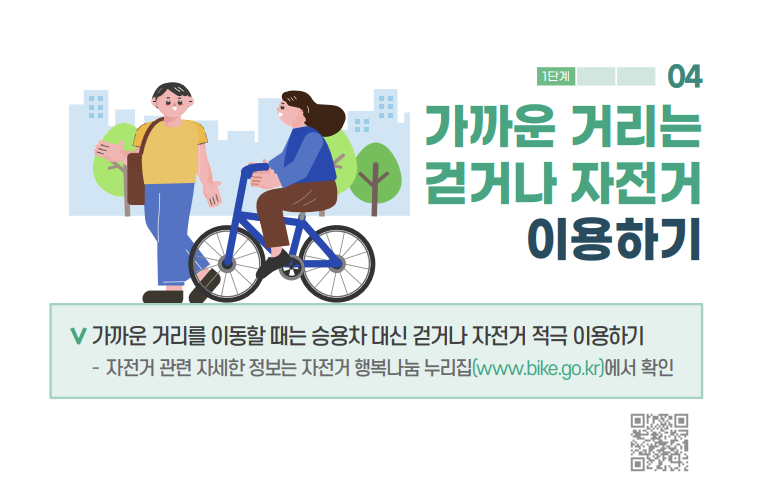 1단계
04
가까운 거리는
걷거나 자전거
이용하기
V 가까운 거리를 이동할 때는 승용차 대신 걷거나 자전거 적극 이용하기
- 자전거 관련 자세한 정보는 자전거 행복나눔 누리집(www.bike.go.kr)에서 확인